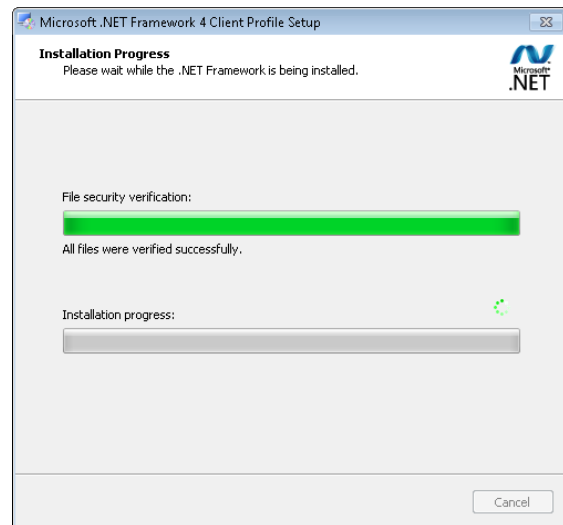 Microsoft .NET Framework 4 Client Profile Setup
Installation Progress
Please wait while the .NET Framework is being installed.
Microsoft®
.NET
File security verification:
All files were verified successfully.
Installation progress:
Cancel